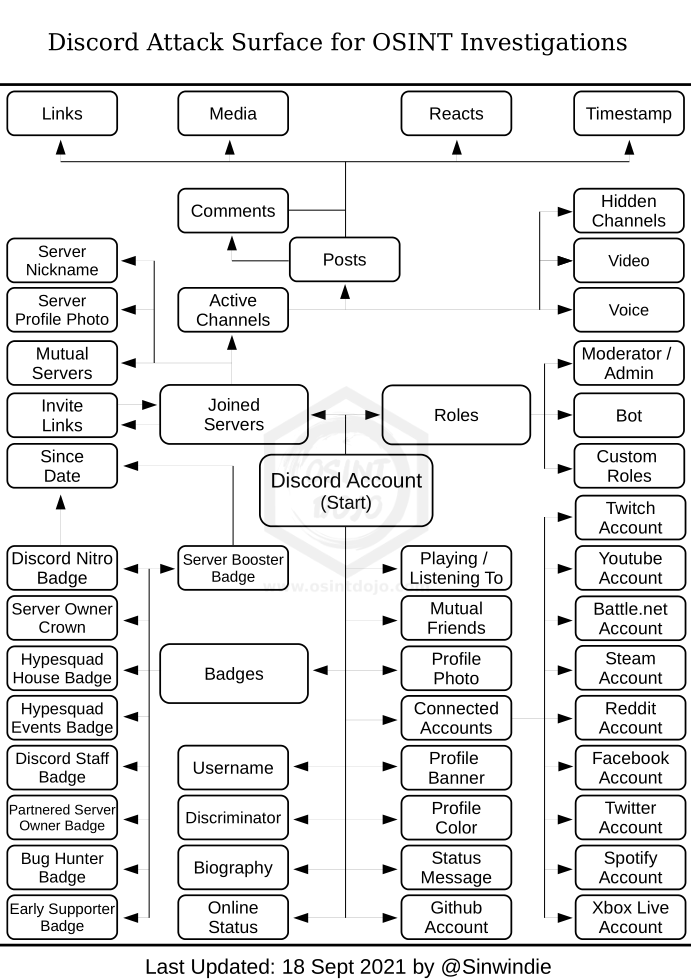 Discord Attack Surface for OSINT Investigations
Links
Media
Reacts
Timestamp
Comments
Hidden
Channels
Server
Nickname
Posts
Video
Server
Profile Photo
Active
Channels
Voice
Mutual
Servers
Moderator /
Admin
Invite
Links
Joined
Servers
Roles
Bot
Since
Date
OSINT
DOJO
Discord Account
(Start)
Custom
Roles
Twitch
Account
Discord Nitro
Badge
Server Booster
Badge
Playing /
Listening To
Youtube
Account
www.osintdojo.com
Server Owner
Crown
Mutual
Friends
Battle.net
Account
Hypesquad
House Badge
Badges
Profile
Photo
Steam
Account
Hypesquad
Events Badge
Connected
Accounts
Reddit
Account
Discord Staff
Badge
Username
Profile
Banner
Facebook
Account
Partnered Server
Owner Badge
Discriminator
Profile
Color
Twitter
Account
Bug Hunter
Badge
Biography
Status
Message
Spotify
Account
Early Supporter
Badge
Online
Status
Github
Account
Xbox Live
Account
Last Updated: 18 Sept 2021 by @Sinwindie